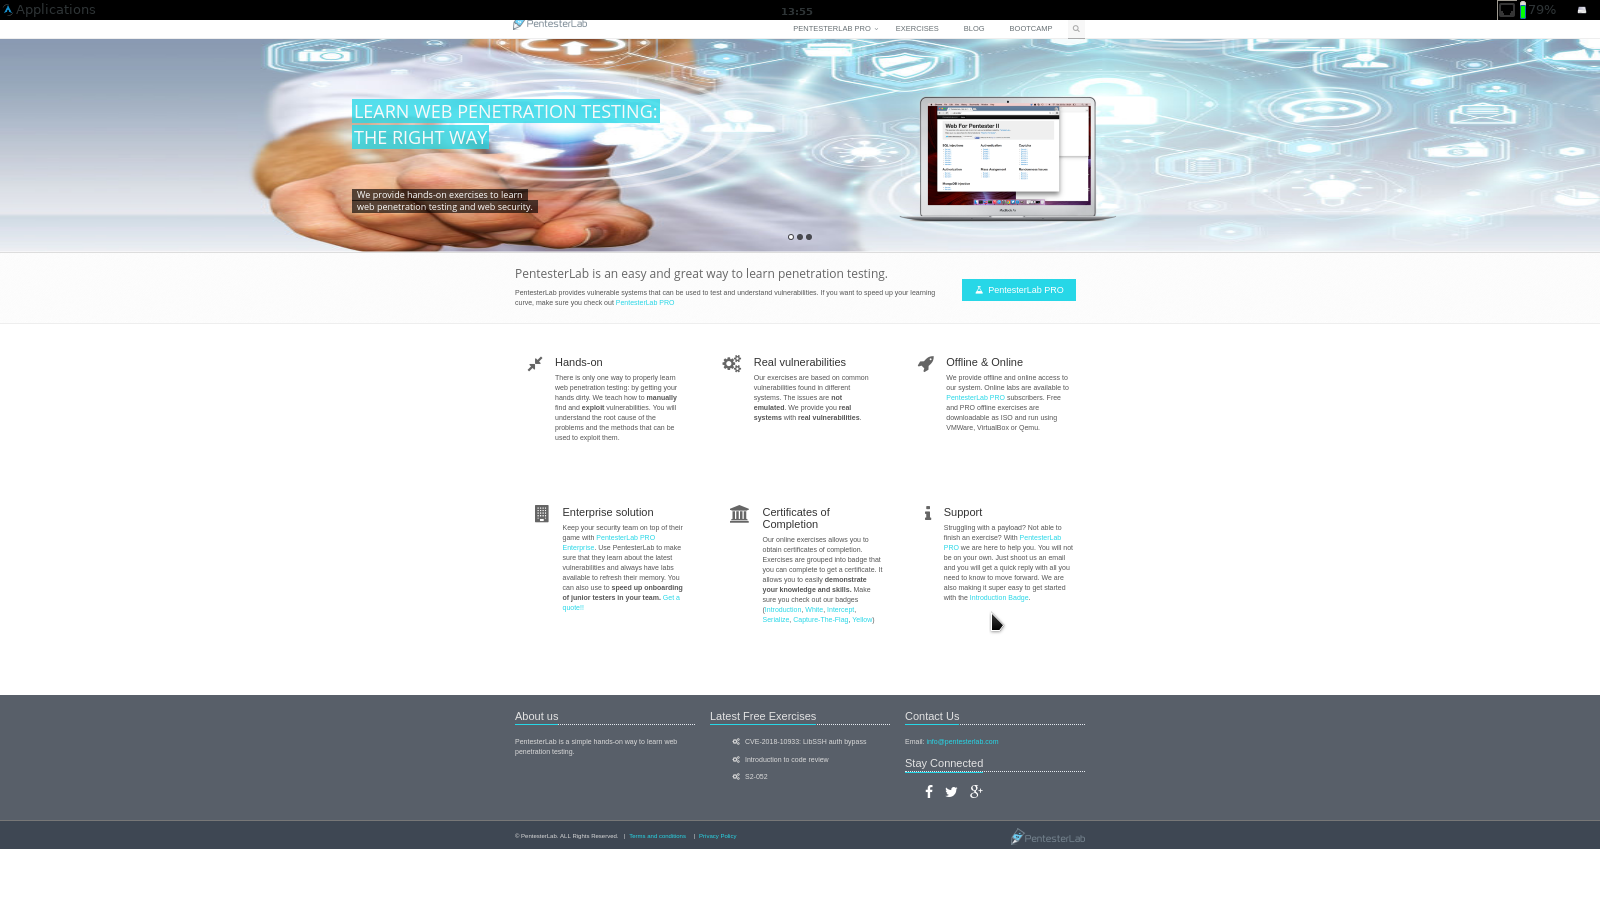 Applications
13:55
79%
PentesterLab
PENTESTERLAB PRO
EXERCISES
BLOG
BOOTCAMP
LEARN WEB PENETRATION TESTING:
THE RIGHT WAY
We provide hands-on exercises to learn
web penetration testing and web security.
Web For Pentester II
PentesterLab is an easy and great way to learn penetration testing.
PentesterLab provides vulnerable systems that can be used to test and understand vulnerabilities. If you want to speed up your learning
curve, make sure you check out PentesterLab PRO
PentesterLab PRO
Hands-on
There is only one way to properly learn
web penetration testing: by getting your
hands dirty. We teach how to manually
find and exploit vulnerabilities. You will
understand the root cause of the
problems and the methods that can be
used to exploit them.
Real vulnerabilities
Our exercises are based on common
vulnerabilities found in different
systems. The issues are not
emulated. We provide you real
systems with real vulnerabilities.
Offline & Online
We provide offline and online access to
our system. Online labs are available to
PentesterLab PRO subscribers. Free
and PRO offline exercises are
downloadable as ISO and run using
VMWare, VirtualBox or Qemu.
Enterprise solution
Keep your security team on top of their
game with PentesterLab PRO
Enterprise. Use PentesterLab to make
sure that they learn about the latest
vulnerabilities and always have labs
available to refresh their memory. You
can also use to speed up onboarding
of junior testers in your team. Get a
quote!!
Certificates of
Completion
Our online exercises allows you to
obtain certificates of completion.
Exercises are grouped into badge that
you can complete to get a certificate. It
allows you to easily demonstrate
your knowledge and skills. Make
sure you check out our badges
(Introduction, White, Intercept,
Serialize, Capture-The-Flag, Yellow)
Support
Struggling with a payload? Not able to
finish an exercise? With PentesterLab
PRO we are here to help you. You will not
be on your own. Just shoot us an email
and you will get a quick reply with all you
need to know to move forward. We are
also making it super easy to get started
with the Introduction Badge.
About us
PentesterLab is a simple hands-on way to learn web
penetration testing.
Latest Free Exercises
CVE-2018-10933: LibSSH auth bypass
Introduction to code review
S2-052
Contact Us
Email: info@pentesterlab.com
Stay Connected
© PentesterLab. ALL Rights Reserved. | Terms and conditions | Privacy Policy
PentesterLab